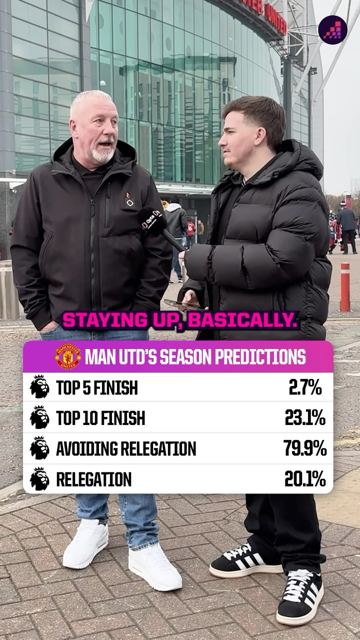 STAYING UP, BASICALLY.
MAN UTD'S SEASON PREDICTIONS
TOP 5 FINISH 2.7%
TOP 10 FINISH 23.1%
AVOIDING RELEGATION 79.9%
RELEGATION 20.1%